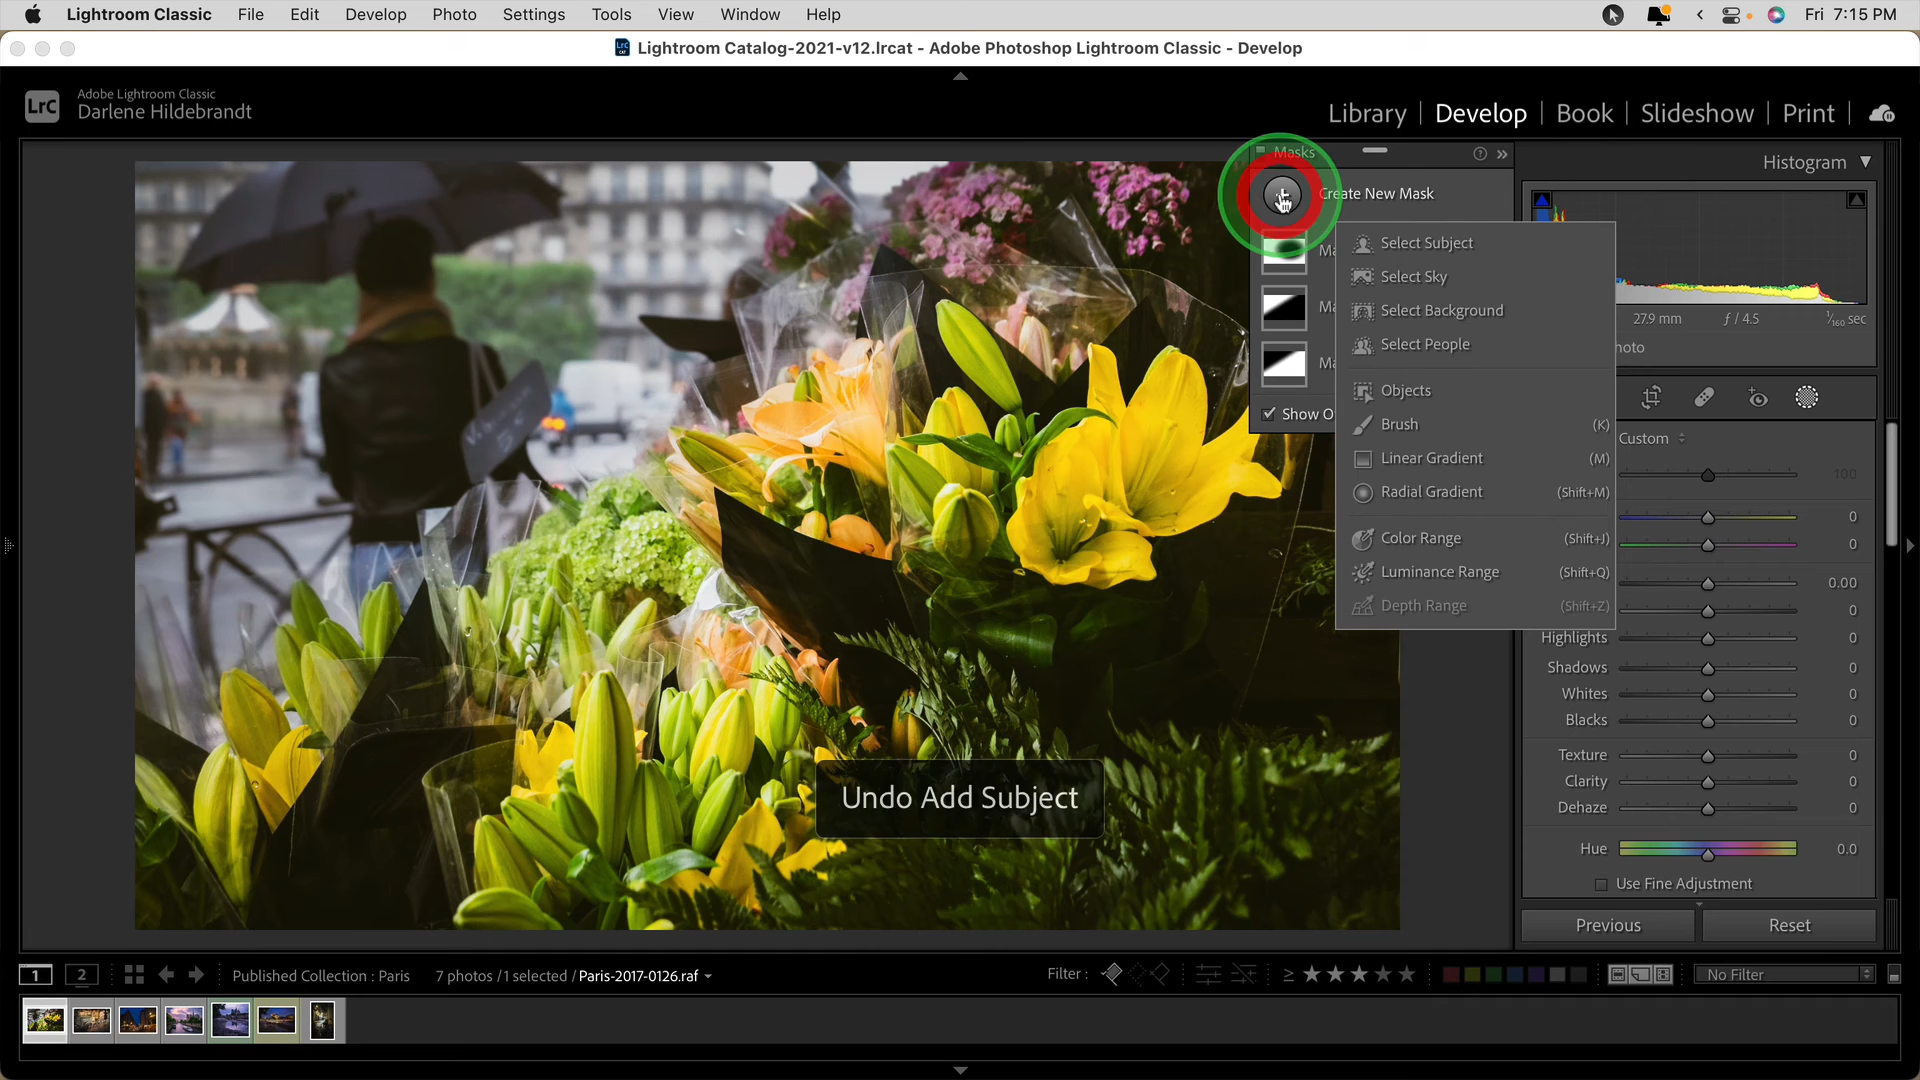 Lightroom Classic File Edit Develop Photo Settings Tools View Window Help Fri 7:15 PM
Lightroom Catalog-2021-v12.lrcat - Adobe Photoshop Lightroom Classic - Develop
LrC Adobe Lightroom Classic
Darlene Hildebrandt
Library | Develop | Book | Slideshow | Print |
Masks
Histogram
Create New Mask
Select Subject
Ma
Select Sky
Select Background
Ma
27.9 mm ƒ / 4.5 1/160 sec
Select People
hoto
Ma
Objects
Show O
Brush (K)
Custom
Linear Gradient (M)
100
Radial Gradient (Shift+M)
0
Color Range (Shift+J)
0
Luminance Range (Shift+Q)
0.00
Depth Range (Shift+Z)
0
Highlights 0
Shadows 0
Whites 0
Blacks 0
Texture 0
Clarity 0
Dehaze 0
Undo Add Subject
Hue 0.0
Use Fine Adjustment
Previous Reset
1 2 Published Collection : Paris 7 photos / 1 selected / Paris-2017-0126.raf Filter : ≥ ★ ★ ★ ★ ★ No Filter